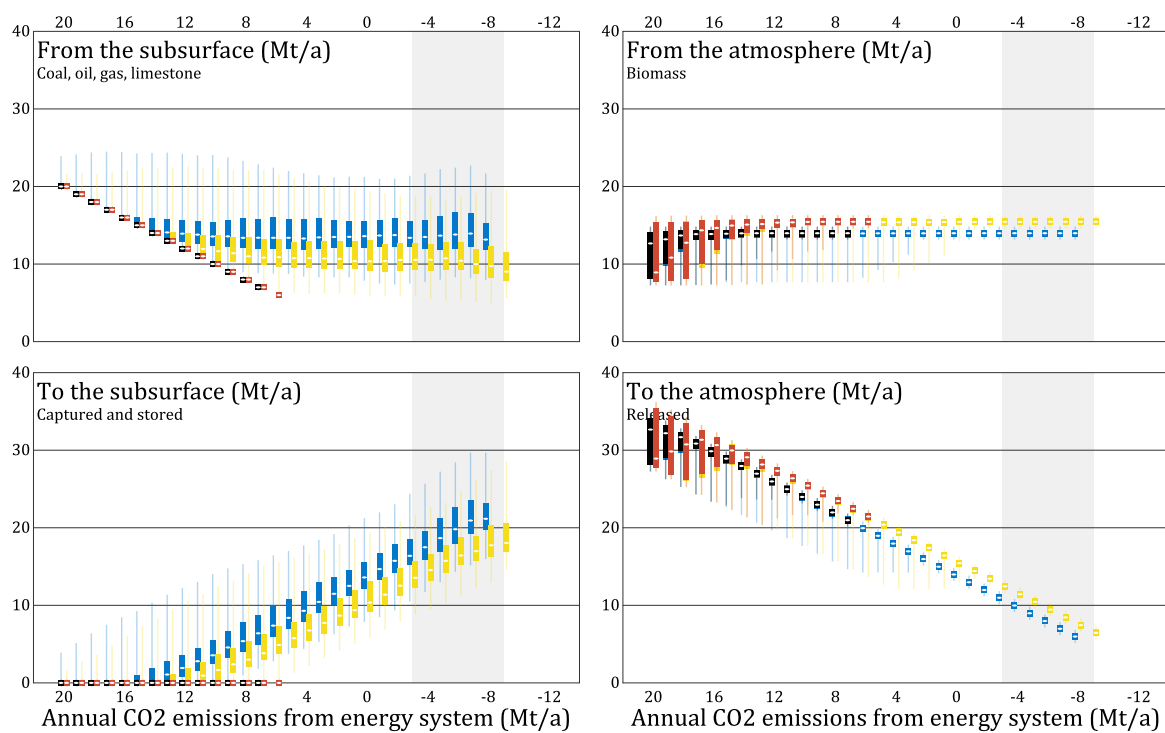 20 16 12 8 4 0 -4 -8 -12
20 16 12 8 4 0 -4 -8 -12
40
From the subsurface (Mt/a)
Coal, oil, gas, limestone
30
20
10
0
40
From the atmosphere (Mt/a)
Biomass
30
20
10
0
40
To the subsurface (Mt/a)
Captured and stored
30
20
10
0
40
To the atmosphere (Mt/a)
Released
30
20
10
0
20 16 12 8 4 0 -4 -8 -12
Annual CO2 emissions from energy system (Mt/a)
20 16 12 8 4 0 -4 -8 -12
Annual CO2 emissions from energy system (Mt/a)